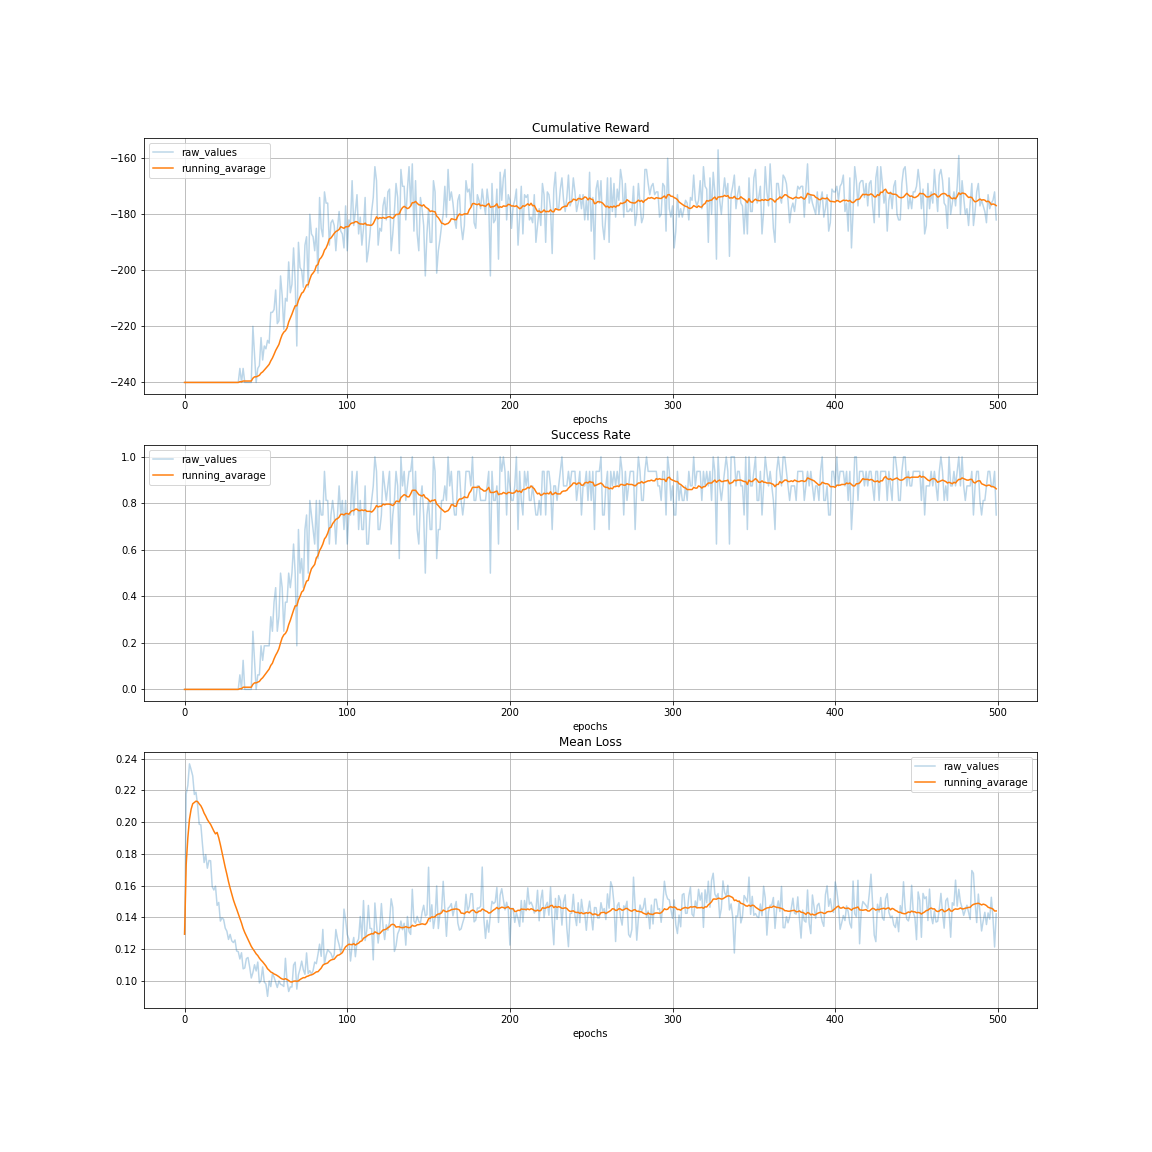 Cumulative Reward
raw_values
running_avarage
−160
−180
−200
−220
−240
0 100 200 300 400 500
epochs
Success Rate
raw_values
running_avarage
1.0
0.8
0.6
0.4
0.2
0.0
0 100 200 300 400 500
epochs
Mean Loss
raw_values
running_avarage
0.24
0.22
0.20
0.18
0.16
0.14
0.12
0.10
0 100 200 300 400 500
epochs